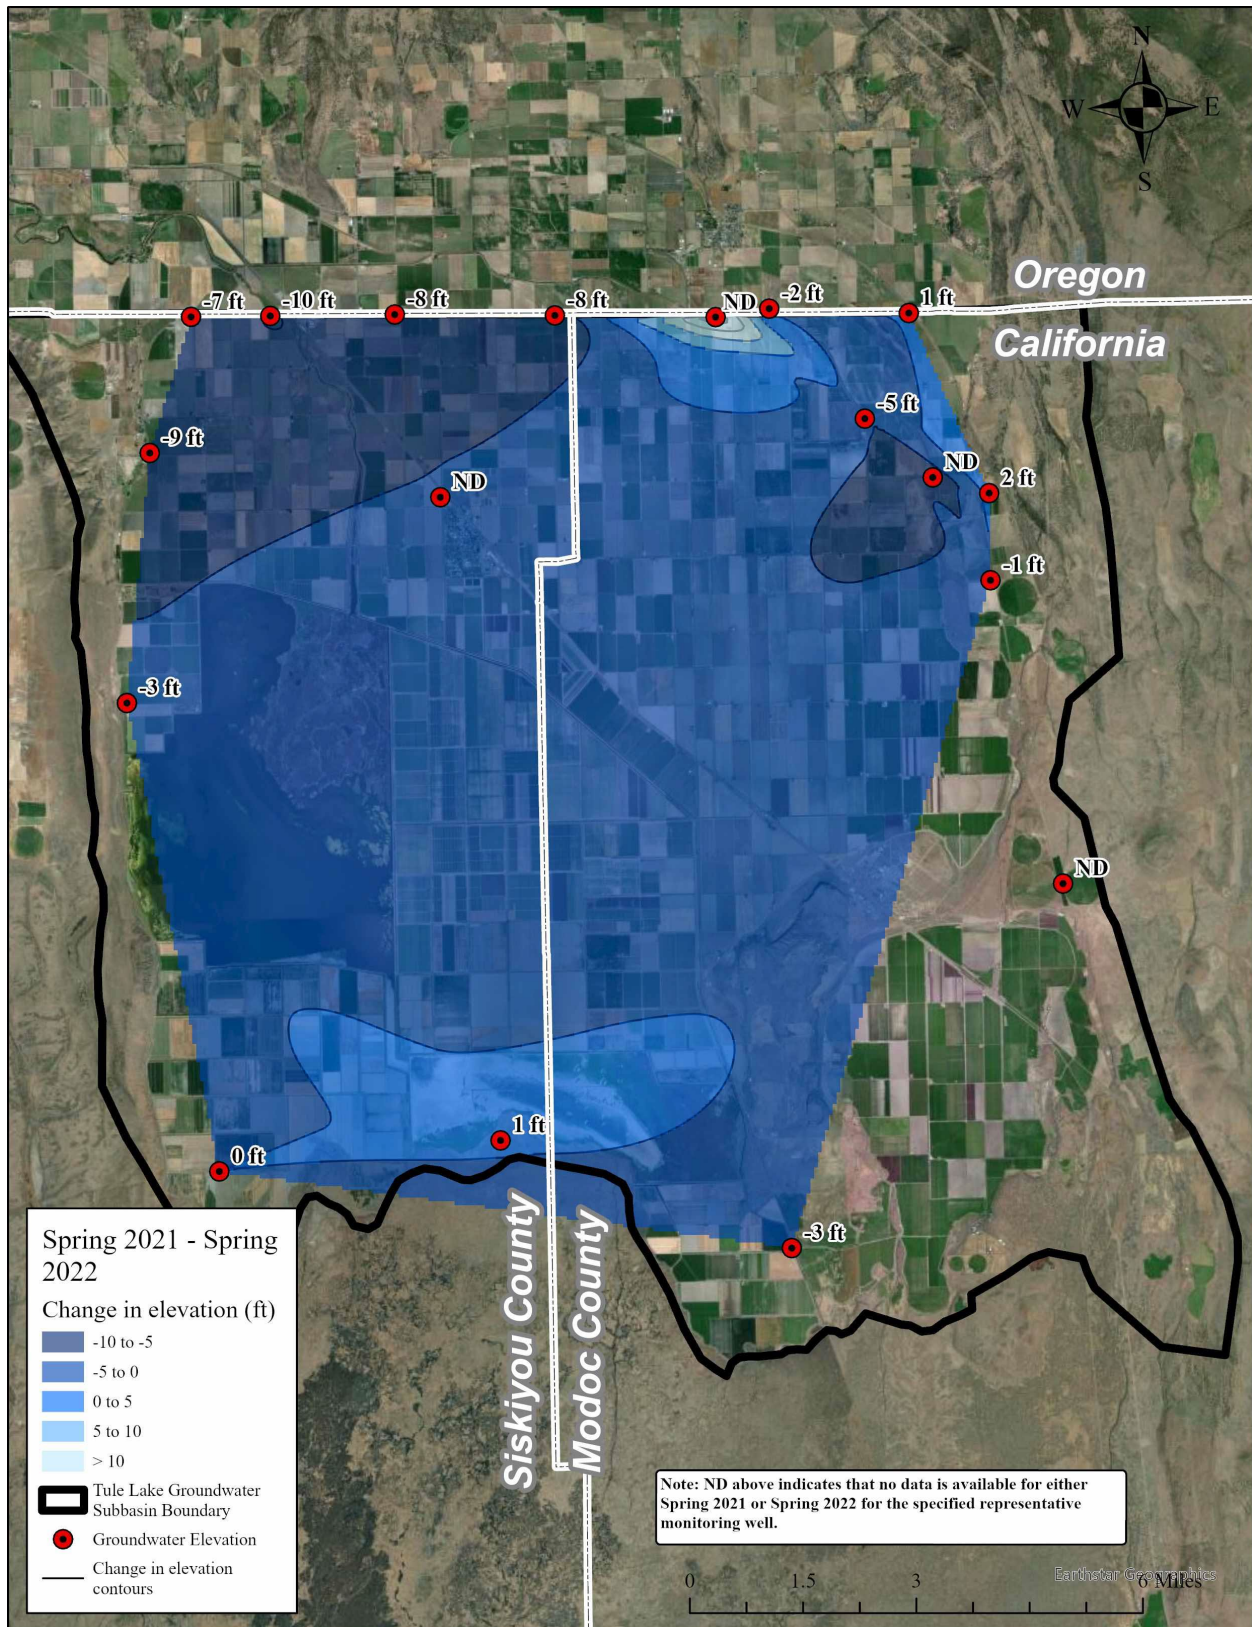 N
W E
S
Oregon
California
-7 ft
-10 ft
-8 ft
-8 ft
ND
-2 ft
1 ft
-9 ft
ND
-5 ft
ND
2 ft
-1 ft
-3 ft
ND
1 ft
0 ft
-3 ft
Siskiyou County
Modoc County
Spring 2021 - Spring
2022
Change in elevation (ft)
-10 to -5
-5 to 0
0 to 5
5 to 10
> 10
Tule Lake Groundwater
Subbasin Boundary
Groundwater Elevation
Change in elevation
contours
Note: ND above indicates that no data is available for either
Spring 2021 or Spring 2022 for the specified representative
monitoring well.
Earthstar Geographics
0 1.5 3 6 Miles